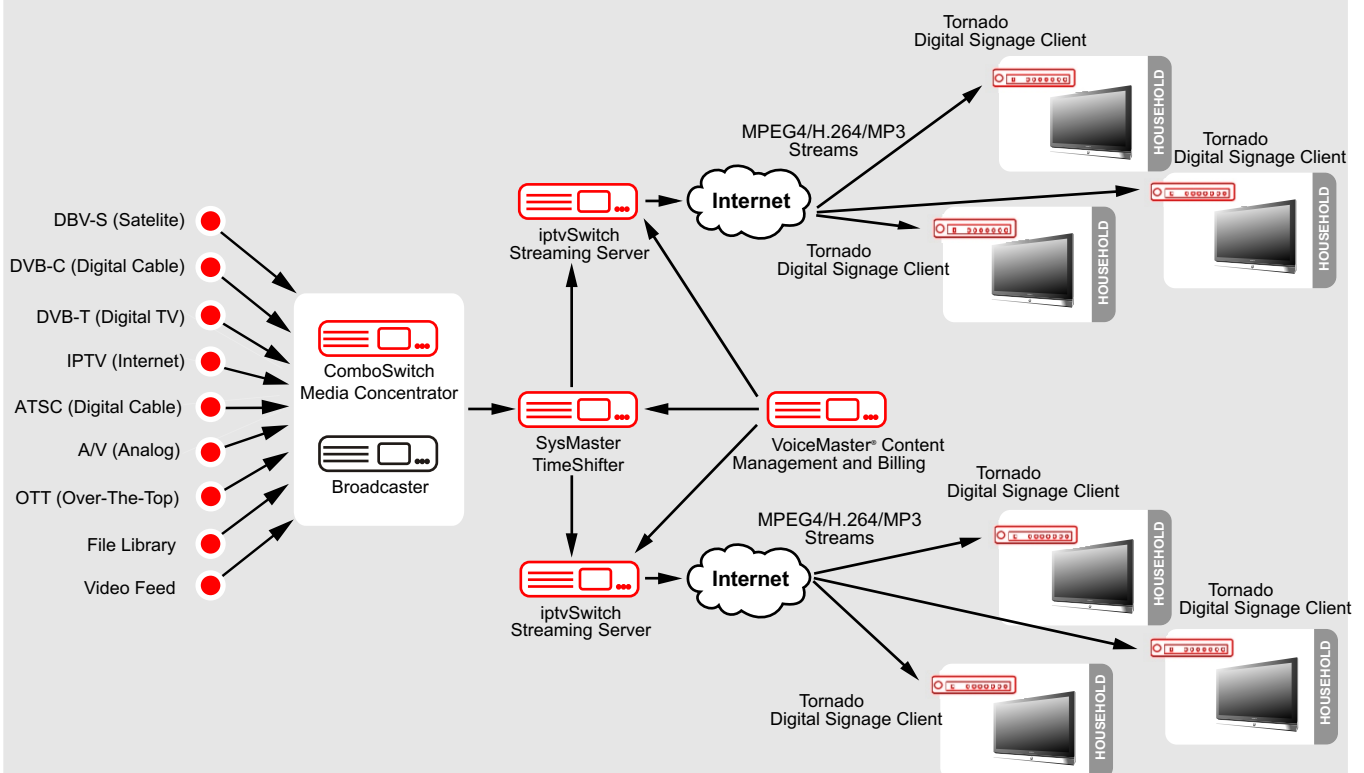 Tornado
Digital Signage Client
HOUSEHOLD
MPEG4/H.264/MP3
Streams
Tornado
Digital Signage Client
HOUSEHOLD
Internet
Tornado
Digital Signage Client
HOUSEHOLD
iptvSwitch
Streaming Server
DBV-S (Satelite)
DVB-C (Digital Cable)
DVB-T (Digital TV)
IPTV (Internet)
ATSC (Digital Cable)
A/V (Analog)
OTT (Over-The-Top)
File Library
Video Feed
ComboSwitch
Media Concentrator
Broadcaster
SysMaster
TimeShifter
VoiceMaster® Content
Management and Billing
iptvSwitch
Streaming Server
MPEG4/H.264/MP3
Streams
Internet
Tornado
Digital Signage Client
HOUSEHOLD
Tornado
Digital Signage Client
HOUSEHOLD
Tornado
Digital Signage Client
HOUSEHOLD